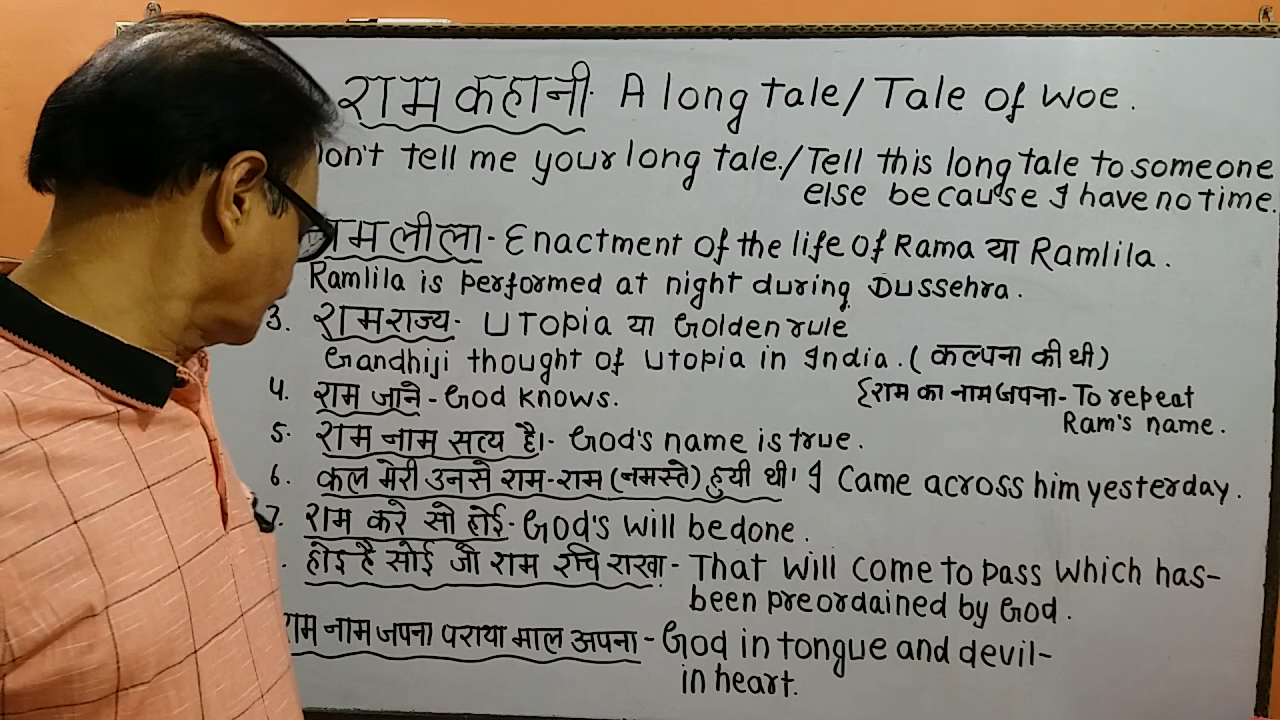 राम कहानी- A long tale/Tale of woe.
on't tell me your long tale./Tell this long tale to someone
else because I have no time.
म लीला- Enactment of the life of Rama या Ramlila.
Ramlila is performed at night during Dussehra.
3. रामराज्य- Utopia या Golden rule
Gandhiji thought of utopia in India. (कल्पना की थी)
4. राम जाने - God knows.
{राम का नाम जपना- To repeat
Ram's name.
5. राम नाम सत्य है।- God's name is true.
6. कल मेरी उनसे राम-राम (नमस्ते) हुयी थी। I came across him yesterday.
7. राम करे सो होई- God's will be done.
. होइ है सोई जो राम रचि राखा - That will come to pass which has-
been preordained by God.
राम नाम जपना पराया माल अपना - God in tongue and devil-
in heart.